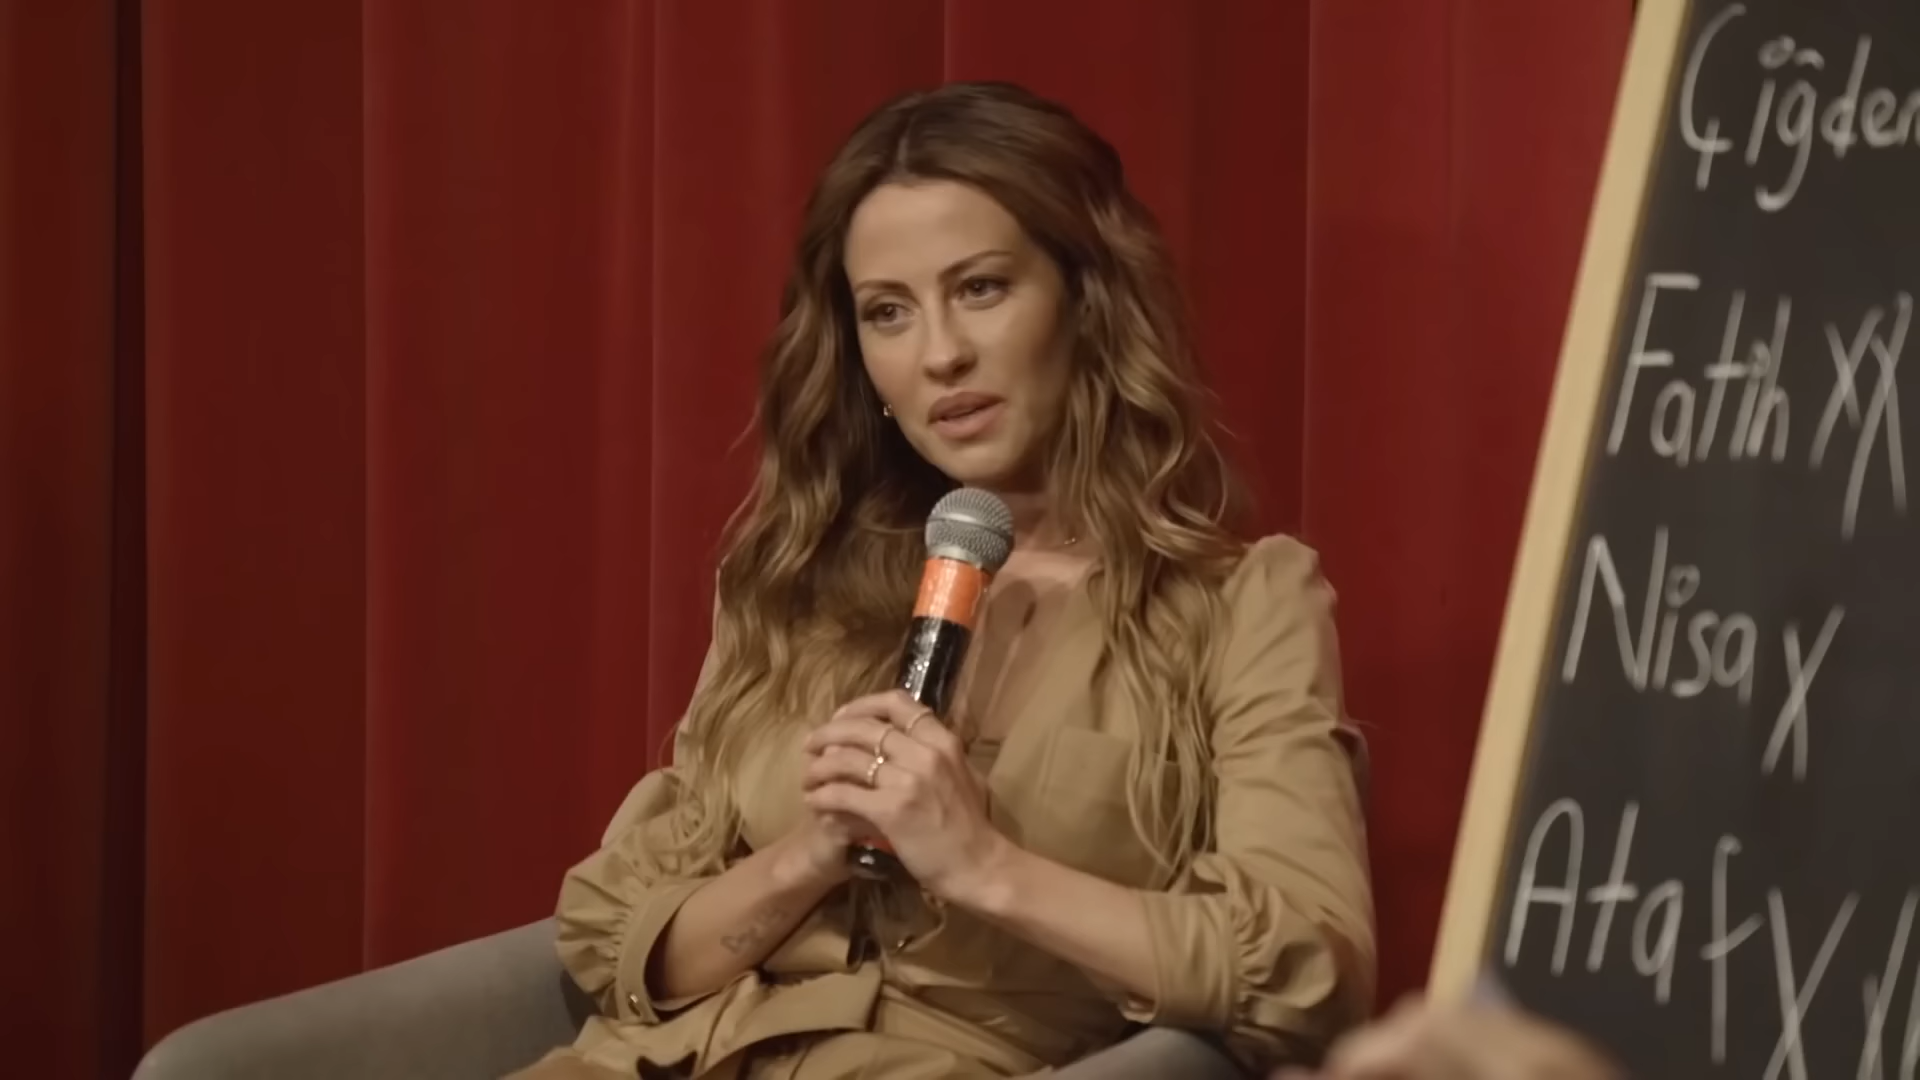 Çiğdem
Fatih XX
Nisa X
Ataf XX